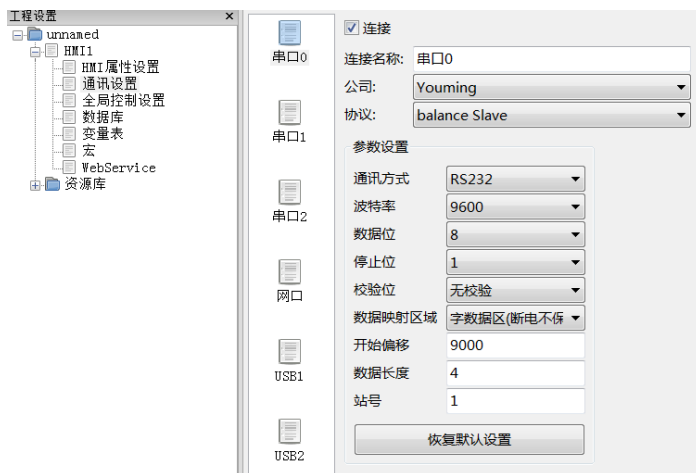 工程设置
x
unnamed
HMI1
HMI属性设置
通讯设置
全局控制设置
数据库
变量表
宏
WebService
资源库
串口0
串口1
串口2
网口
USB1
USB2
连接
连接名称: 串口0
公司: Youming
协议: balance Slave
参数设置
通讯方式 RS232
波特率 9600
数据位 8
停止位 1
校验位 无校验
数据映射区域 字数据区(断电不保
开始偏移 9000
数据长度 4
站号 1
恢复默认设置